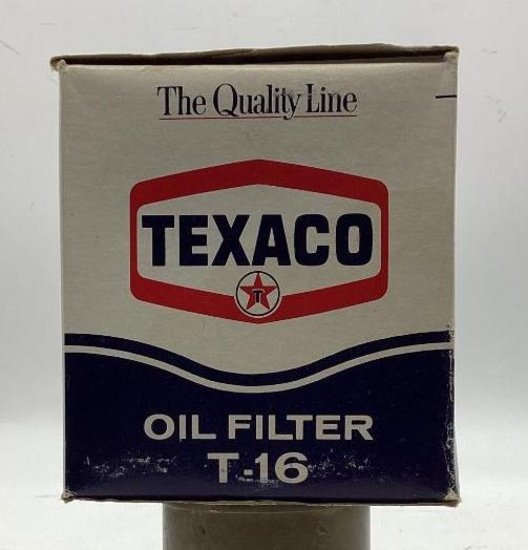 The Quality Line
TEXACO
T
OIL FILTER
T-16